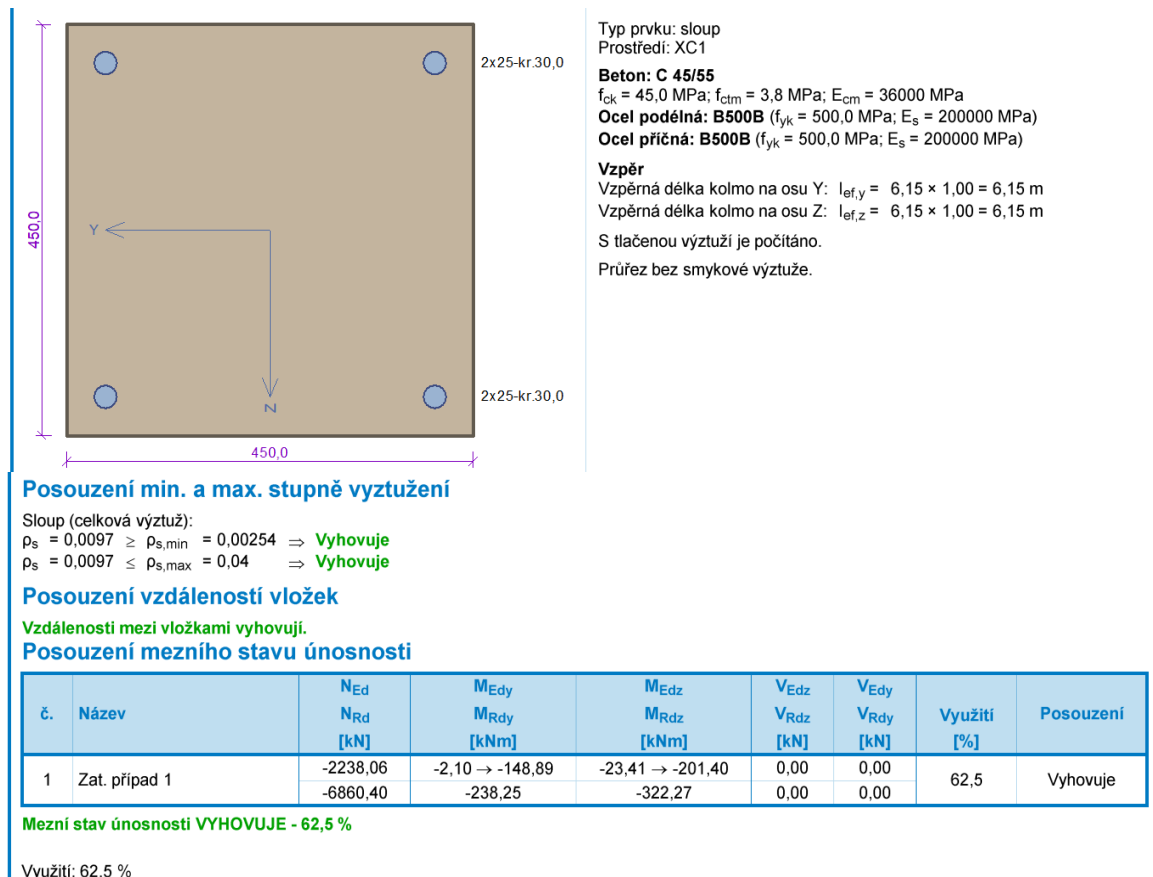 2x25-kr.30,0
450,0
Y
Z
2x25-kr.30,0
450,0
Typ prvku: sloup
Prostředí: XC1
Beton: C 45/55
fck = 45,0 MPa; fctm = 3,8 MPa; Ecm = 36000 MPa
Ocel podélná: B500B (fyk = 500,0 MPa; Es = 200000 MPa)
Ocel příčná: B500B (fyk = 500,0 MPa; Es = 200000 MPa)
Vzpěr
Vzpěrná délka kolmo na osu Y: lef,y = 6,15 × 1,00 = 6,15 m
Vzpěrná délka kolmo na osu Z: lef,z = 6,15 × 1,00 = 6,15 m
S tlačenou výztuží je počítáno.
Průřez bez smykové výztuže.
Posouzení min. a max. stupně vyztužení
Sloup (celková výztuž):
ρs = 0,0097 ≥ ρs,min = 0,00254 ⇒ Vyhovuje
ρs = 0,0097 ≤ ρs,max = 0,04 ⇒ Vyhovuje
Posouzení vzdáleností vložek
Vzdálenosti mezi vložkami vyhovují.
Posouzení mezního stavu únosnosti
NEd MEdy MEdz VEdz VEdy
č. Název NRd MRdy MRdz VRdz VRdy Využití Posouzení
[kN] [kNm] [kNm] [kN] [kN] [%]
-2238,06 -2,10 → -148,89 -23,41 → -201,40 0,00 0,00
1 Zat. případ 1 62,5 Vyhovuje
-6860,40 -238,25 -322,27 0,00 0,00
Mezní stav únosnosti VYHOVUJE - 62,5 %
Využití: 62,5 %